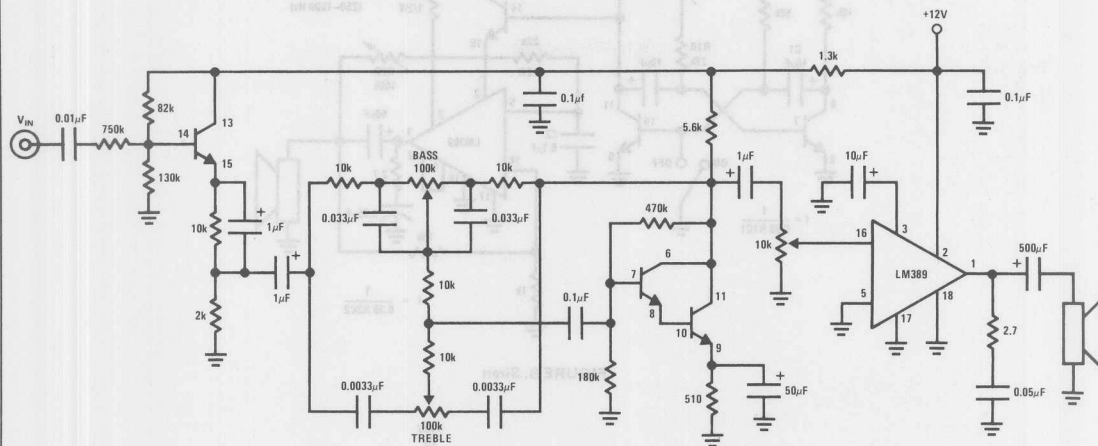 +12V
1.3k
0.1µf
0.1µF
82k
5.6k
0.01µF
750k
V_IN
14
13
15
130k
BASS
100k
10k
10k
1µF
10µF
0.033µF
0.033µF
470k
10k
1µF
10k
3
16
2
LM389
1
500µF
1µF
5
18
17
10k
0.1µF
7
6
8
11
10
9
2k
10k
180k
2.7
0.0033µF
0.0033µF
510
50µF
0.05µF
100k
TREBLE